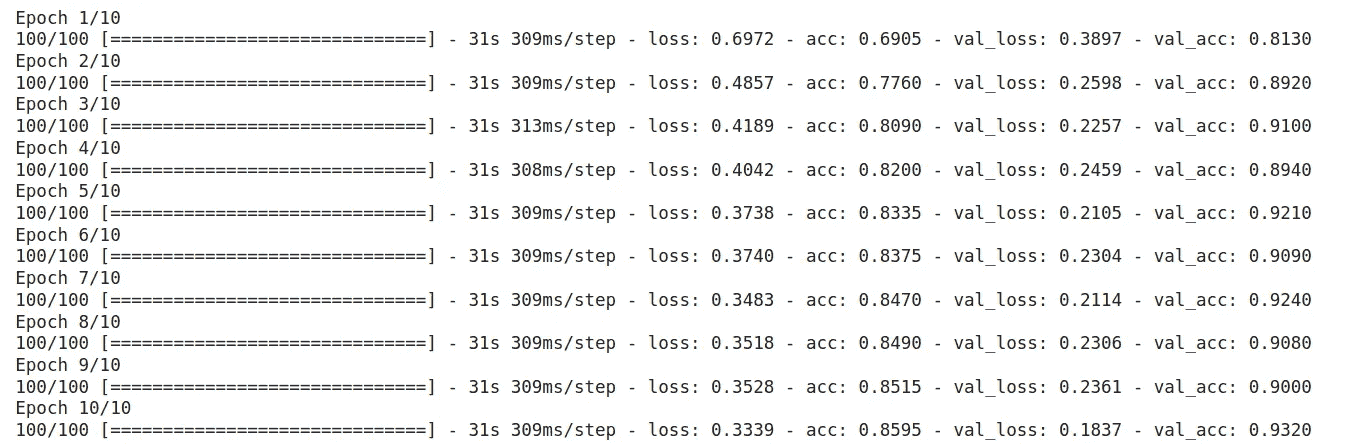 Epoch 1/10
100/100 [==============================] - 31s 309ms/step - loss: 0.6972 - acc: 0.6905 - val_loss: 0.3897 - val_acc: 0.8130
Epoch 2/10
100/100 [==============================] - 31s 309ms/step - loss: 0.4857 - acc: 0.7760 - val_loss: 0.2598 - val_acc: 0.8920
Epoch 3/10
100/100 [==============================] - 31s 313ms/step - loss: 0.4189 - acc: 0.8090 - val_loss: 0.2257 - val_acc: 0.9100
Epoch 4/10
100/100 [==============================] - 31s 308ms/step - loss: 0.4042 - acc: 0.8200 - val_loss: 0.2459 - val_acc: 0.8940
Epoch 5/10
100/100 [==============================] - 31s 309ms/step - loss: 0.3738 - acc: 0.8335 - val_loss: 0.2105 - val_acc: 0.9210
Epoch 6/10
100/100 [==============================] - 31s 309ms/step - loss: 0.3740 - acc: 0.8375 - val_loss: 0.2304 - val_acc: 0.9090
Epoch 7/10
100/100 [==============================] - 31s 309ms/step - loss: 0.3483 - acc: 0.8470 - val_loss: 0.2114 - val_acc: 0.9240
Epoch 8/10
100/100 [==============================] - 31s 309ms/step - loss: 0.3518 - acc: 0.8490 - val_loss: 0.2306 - val_acc: 0.9080
Epoch 9/10
100/100 [==============================] - 31s 309ms/step - loss: 0.3528 - acc: 0.8515 - val_loss: 0.2361 - val_acc: 0.9000
Epoch 10/10
100/100 [==============================] - 31s 309ms/step - loss: 0.3339 - acc: 0.8595 - val_loss: 0.1837 - val_acc: 0.9320